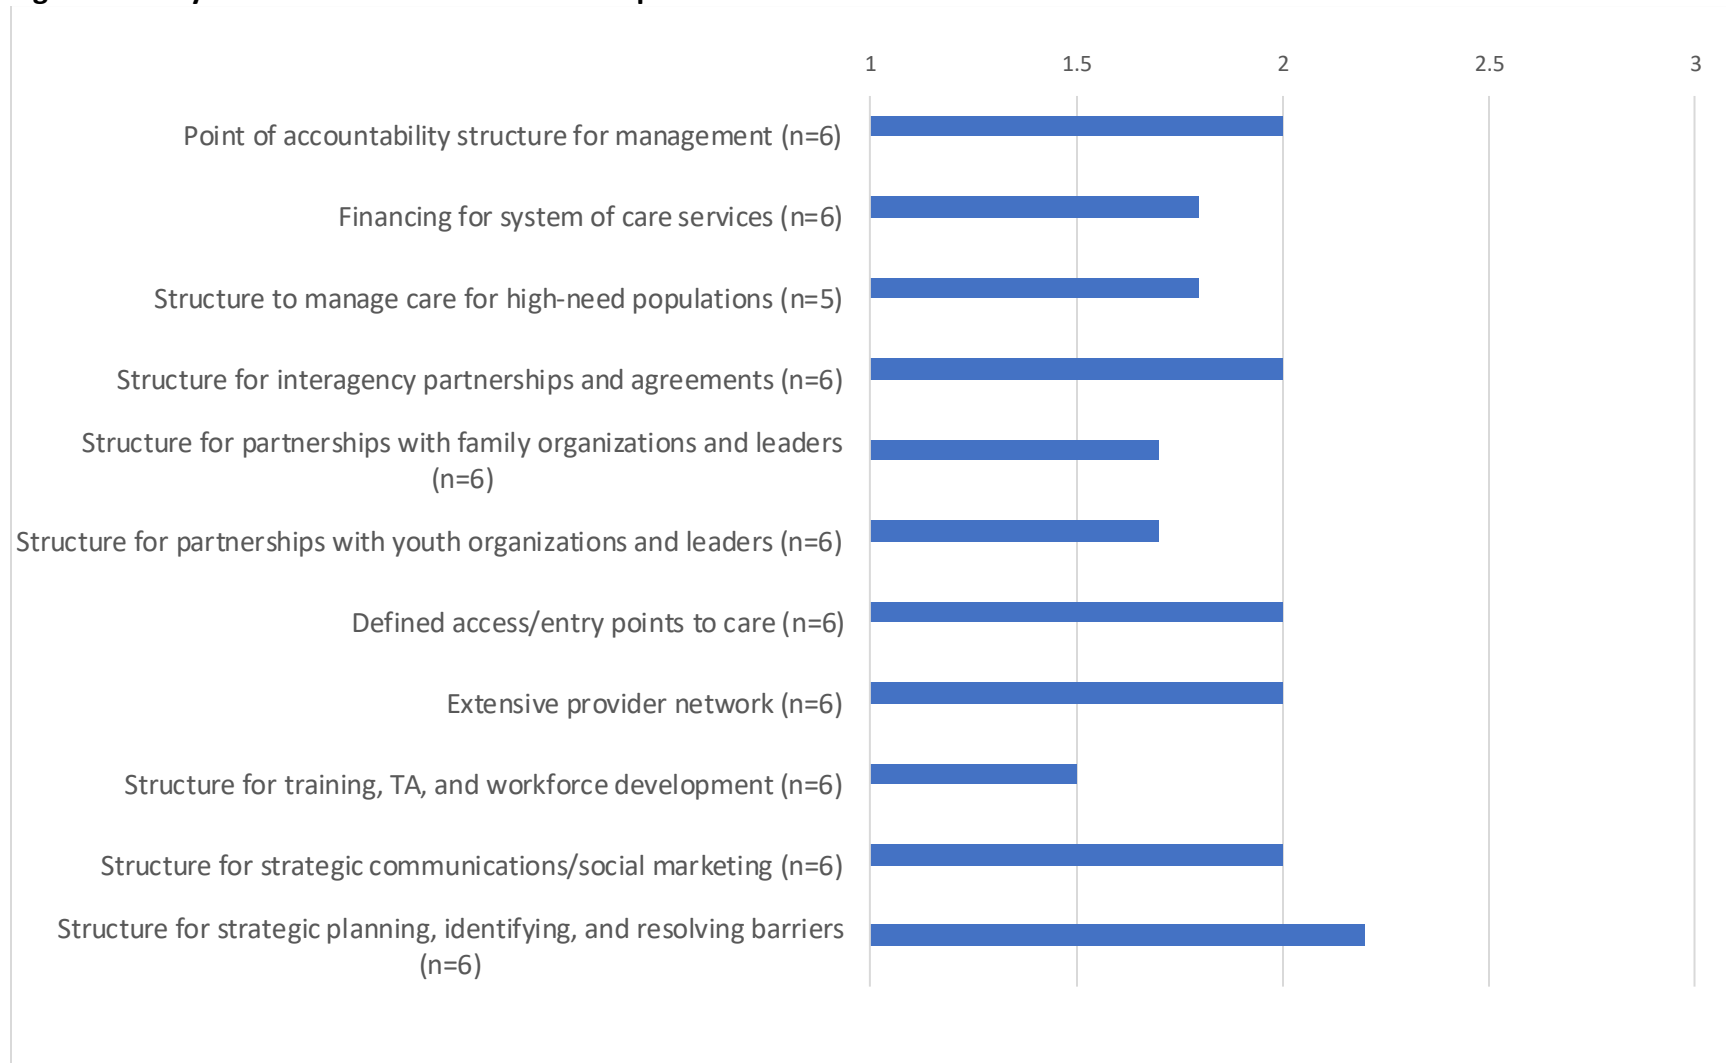 1 1.5 2 2.5 3
Point of accountability structure for management (n=6)
Financing for system of care services (n=6)
Structure to manage care for high-need populations (n=5)
Structure for interagency partnerships and agreements (n=6)
Structure for partnerships with family organizations and leaders
(n=6)
Structure for partnerships with youth organizations and leaders (n=6)
Defined access/entry points to care (n=6)
Extensive provider network (n=6)
Structure for training, TA, and workforce development (n=6)
Structure for strategic communications/social marketing (n=6)
Structure for strategic planning, identifying, and resolving barriers
(n=6)